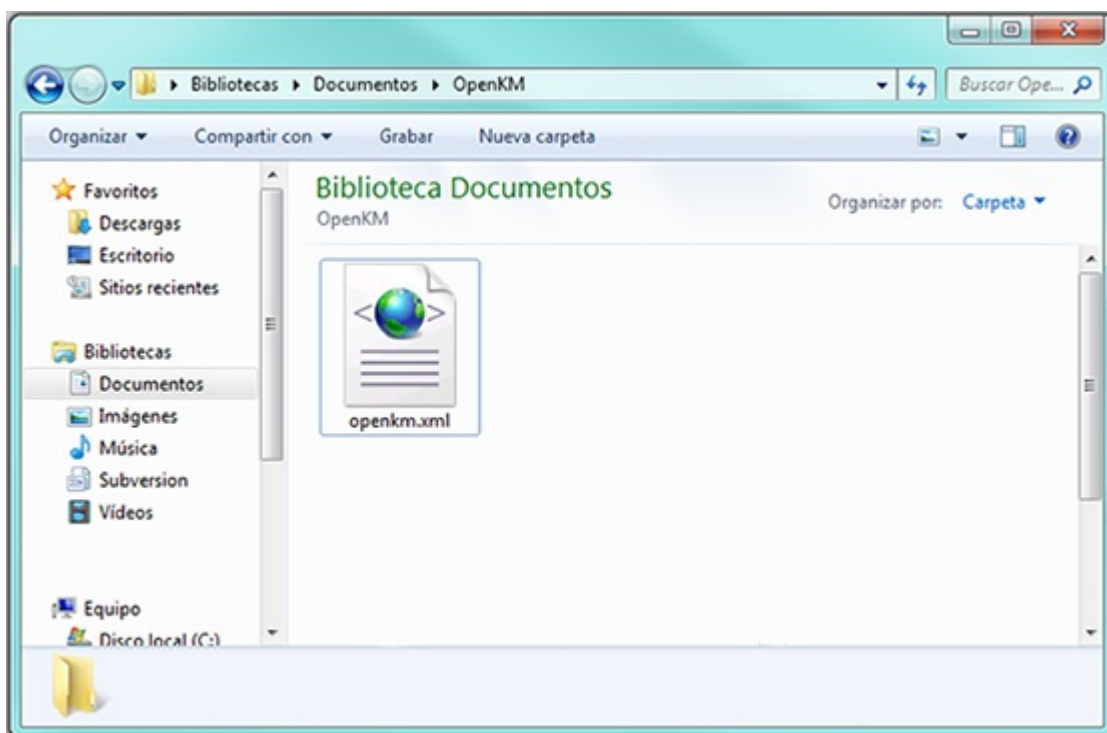 Bibliotecas Documentos OpenKM
Buscar Ope...
Organizar Compartir con Grabar Nueva carpeta
Favoritos
Descargas
Escritorio
Sitios recientes
Bibliotecas
Documentos
Imágenes
Música
Subversion
Vídeos
Equipo
Disco local (C:)
Biblioteca Documentos
OpenKM
Organizar por: Carpeta
openkm.xml